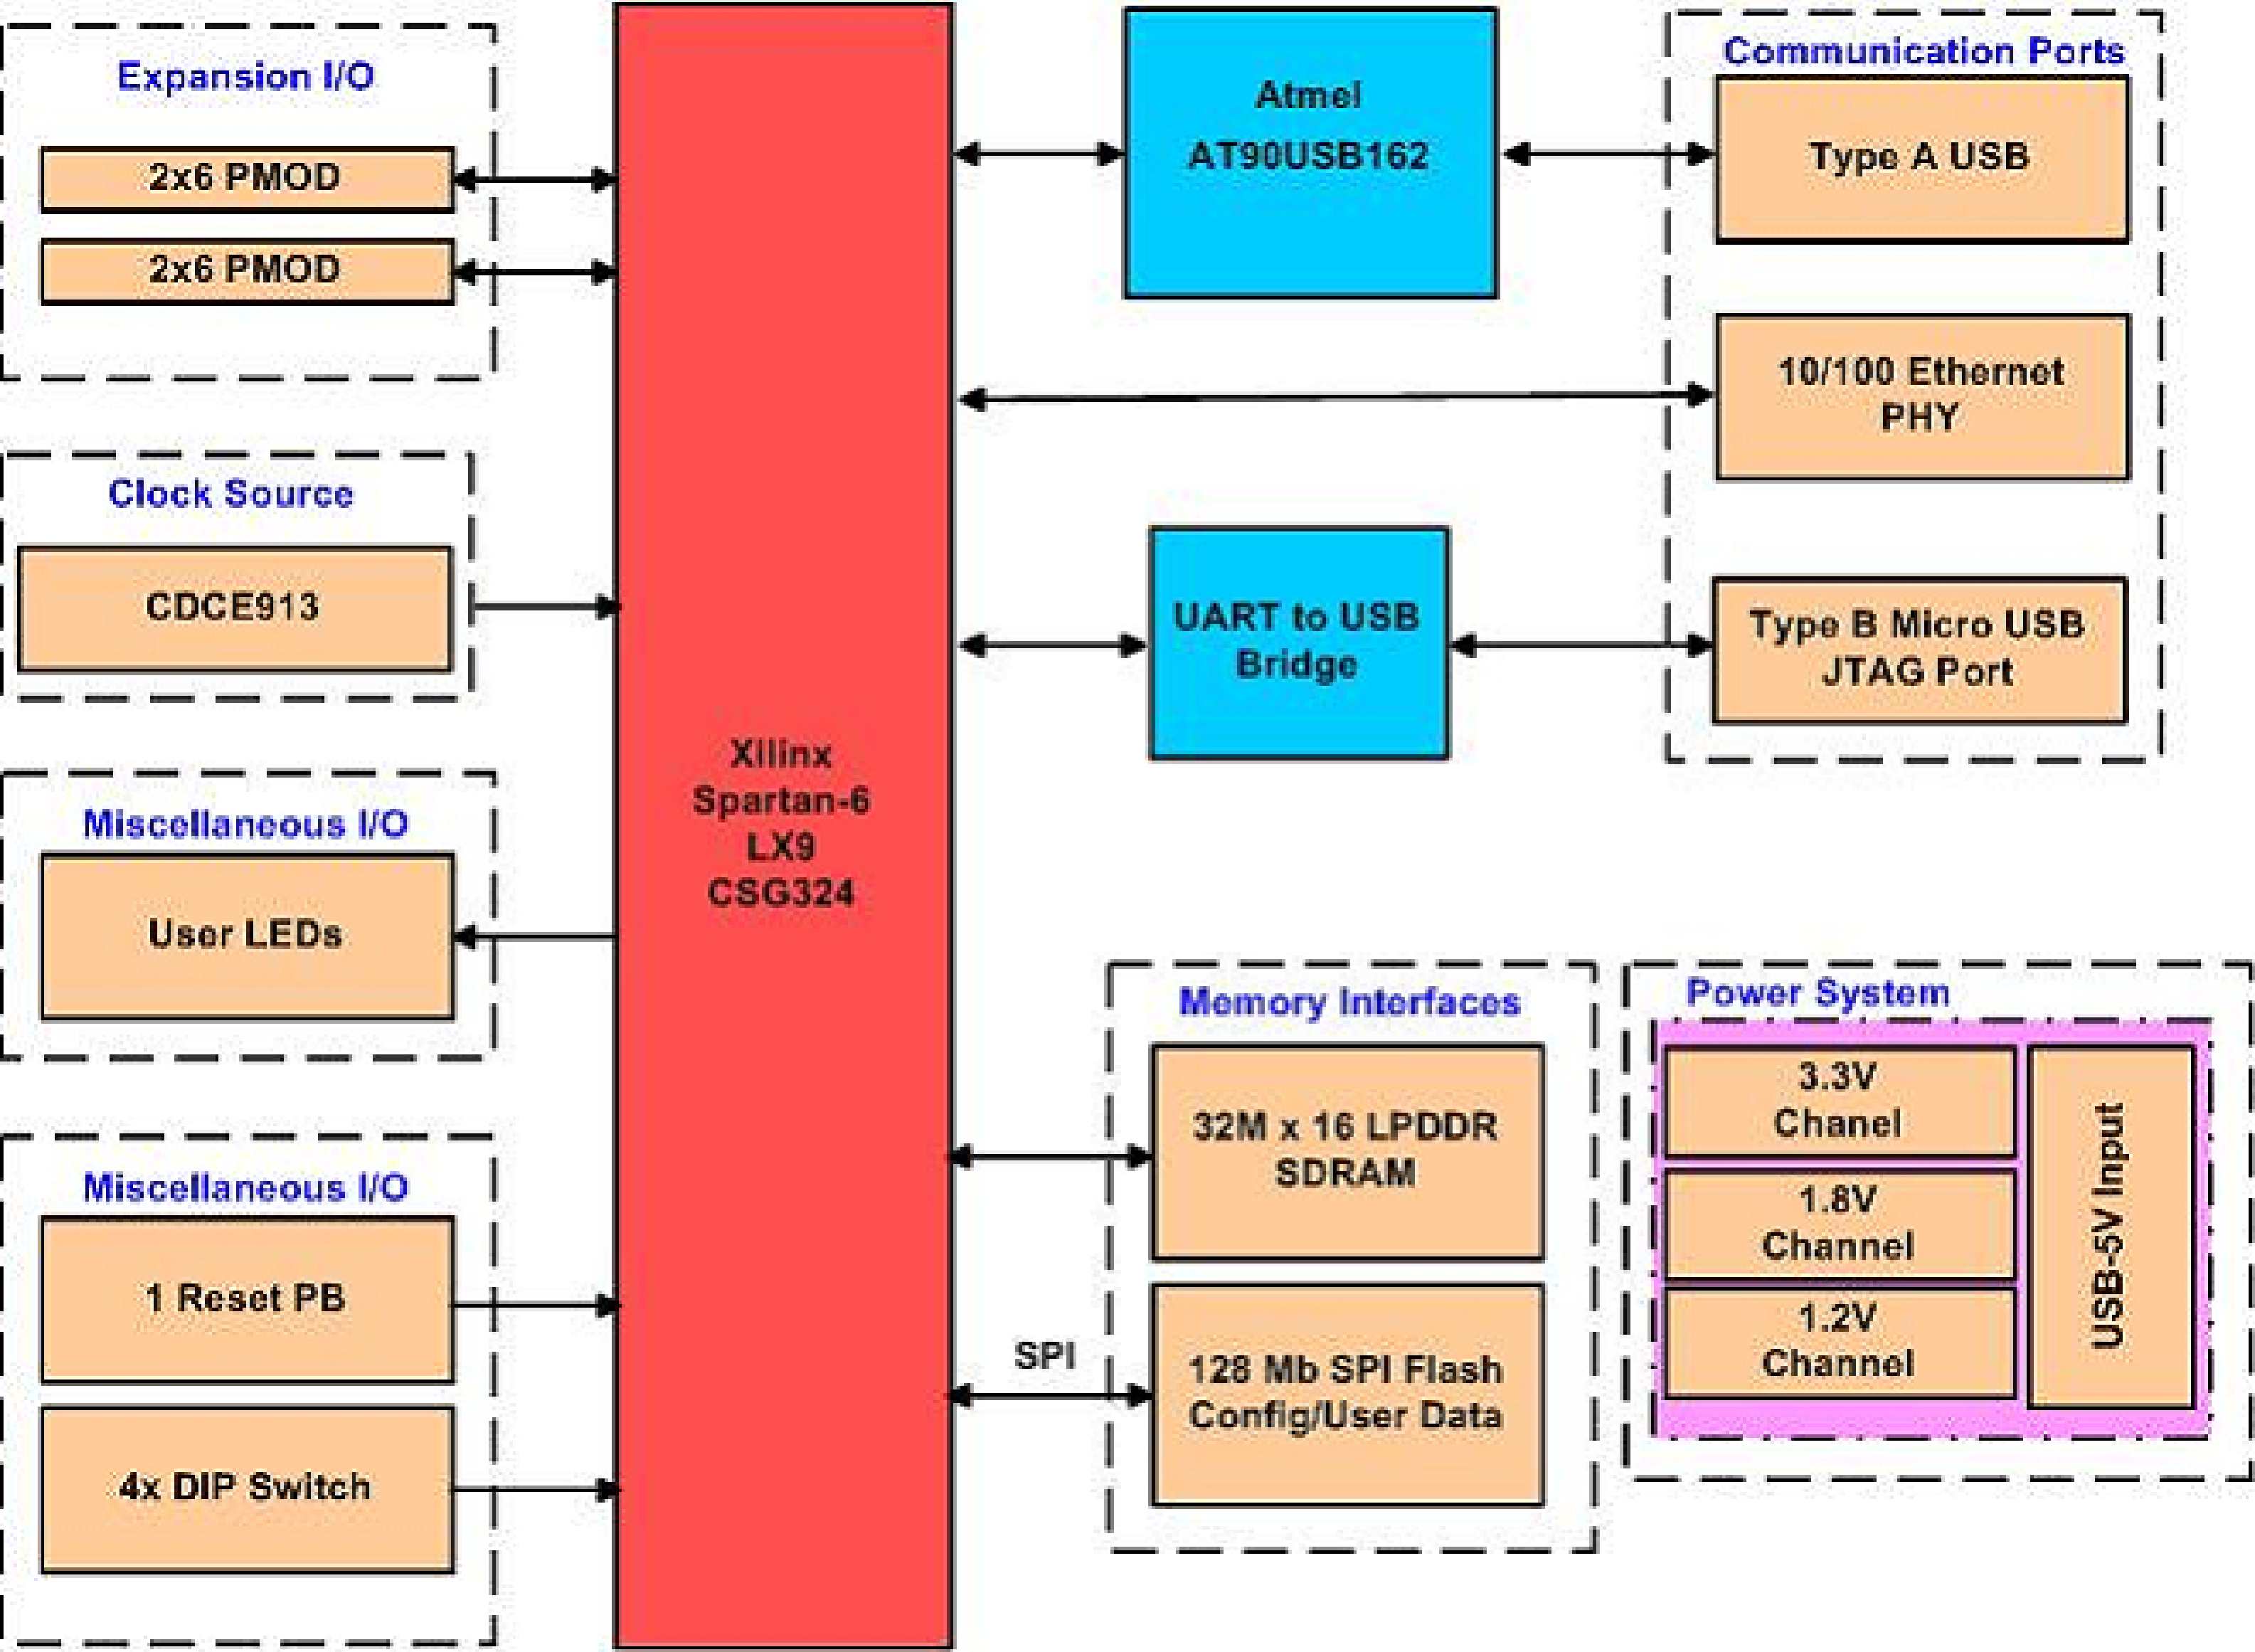 Expansion I/O
2x6 PMOD
2x6 PMOD
Clock Source
CDCE913
Miscellaneous I/O
User LEDs
Miscellaneous I/O
1 Reset PB
4x DIP Switch
Xilinx
Spartan-6
LX9
CSG324
Atmel
AT90USB162
UART to USB
Bridge
Communication Ports
Type A USB
10/100 Ethernet
PHY
Type B Micro USB
JTAG Port
Memory Interfaces
32M x 16 LPDDR
SDRAM
SPI
128 Mb SPI Flash
Config/User Data
Power System
3.3V
Chanel
1.8V
Channel
1.2V
Channel
USB-5V Input